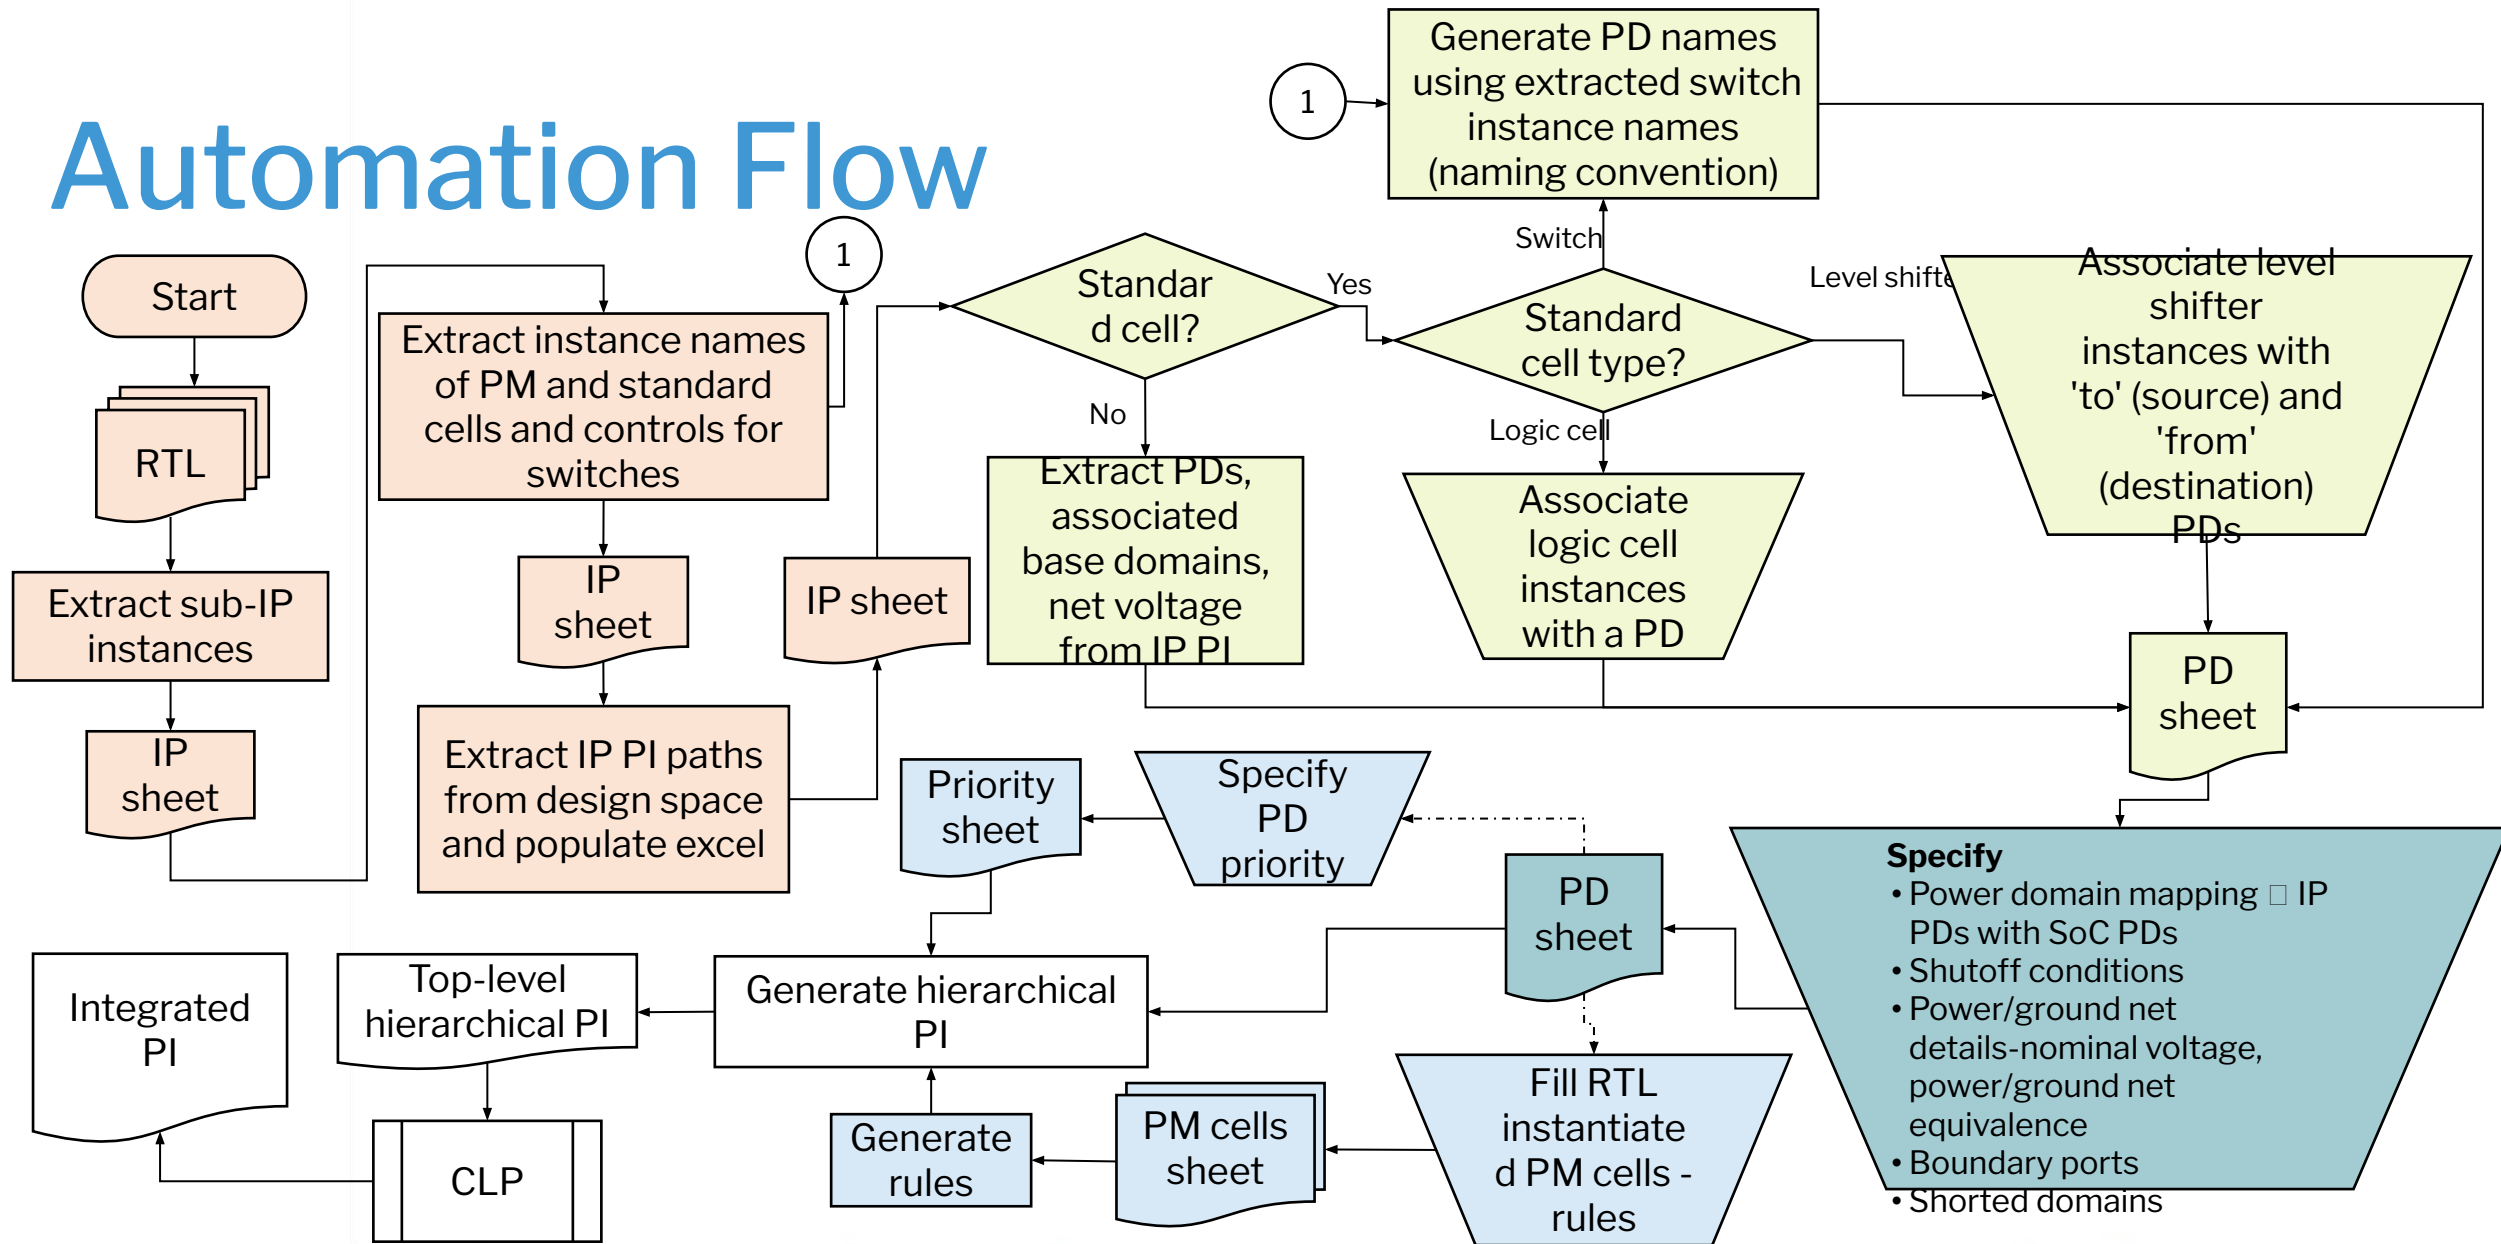 Automation Flow
Start
RTL
Extract sub-IP
instances
IP
sheet
Extract instance names
of PM and standard
cells and controls for
switches
1
IP
sheet
Extract IP PI paths
from design space
and populate excel
IP sheet
Standar
d cell?
Yes
No
Extract PDs,
associated
base domains,
net voltage
from IP PI
Standard
cell type?
Switch
1
Generate PD names
using extracted switch
instance names
(naming convention)
Logic cell
Associate
logic cell
instances
with a PD
Associate level
shifter
instances with
'to' (source) and
'from'
(destination)
PDs
PD
sheet
Specify
• Power domain mapping □ IP
PDs with SoC PDs
• Shutoff conditions
• Power/ground net
details-nominal voltage,
power/ground net
equivalence
• Boundary ports
• Shorted domains
PD
sheet
Specify
PD
priority
Priority
sheet
Fill RTL
instantiate
d PM cells -
rules
PM cells
sheet
Generate
rules
Generate hierarchical
PI
Top-level
hierarchical PI
CLP
Integrated
PI